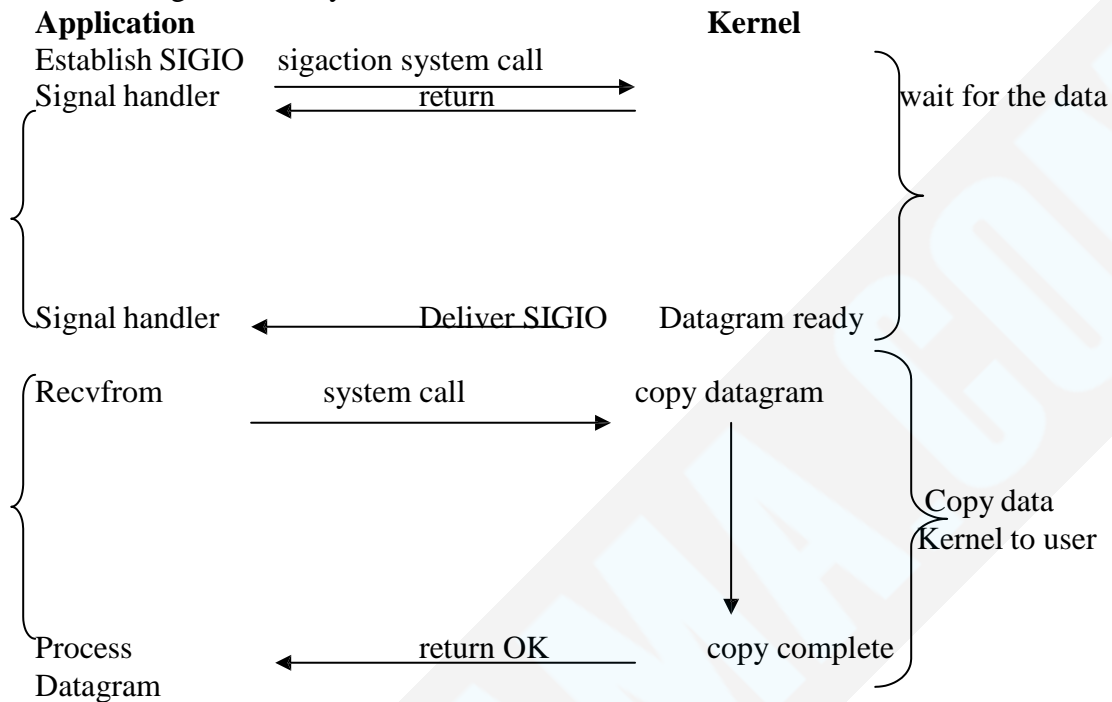 Application Kernel
Establish SIGIO sigaction system call
Signal handler return wait for the data
Signal handler Deliver SIGIO Datagram ready
Recvfrom system call copy datagram
Copy data
Kernel to user
Process return OK copy complete
Datagram